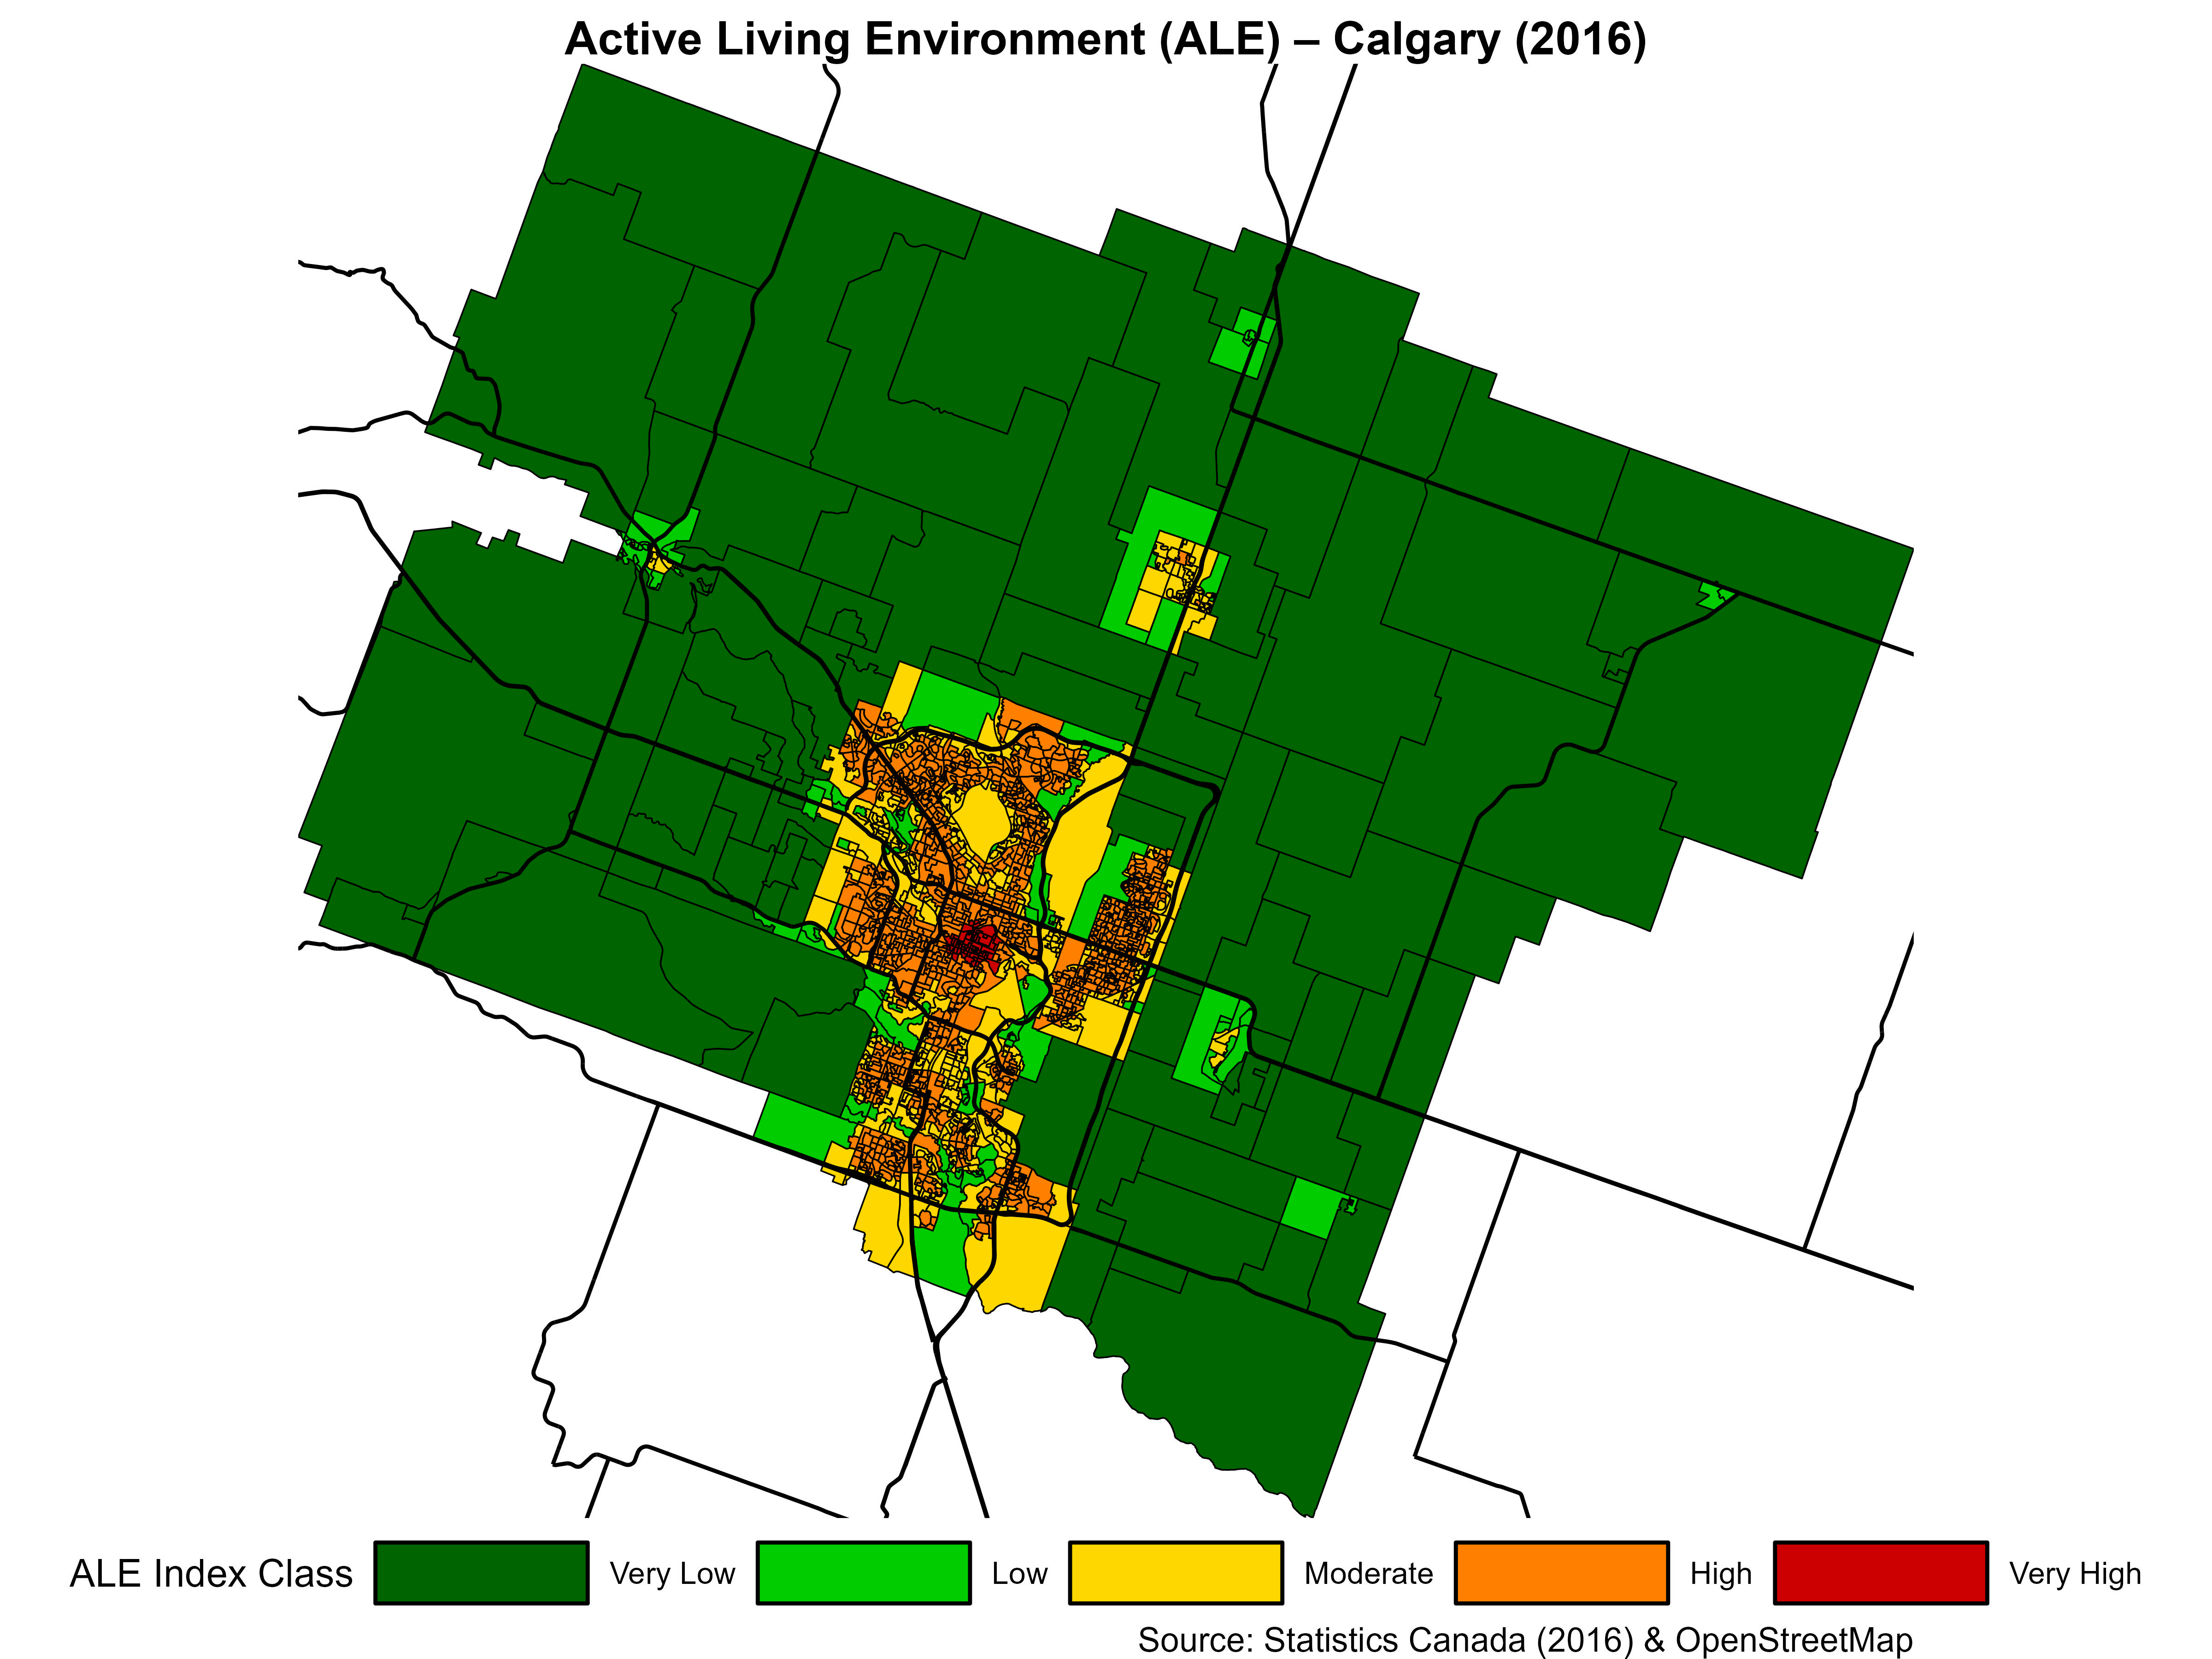 Active Living Environment (ALE) – Calgary (2016)
ALE Index Class Very Low Low Moderate High Very High
Source: Statistics Canada (2016) & OpenStreetMap